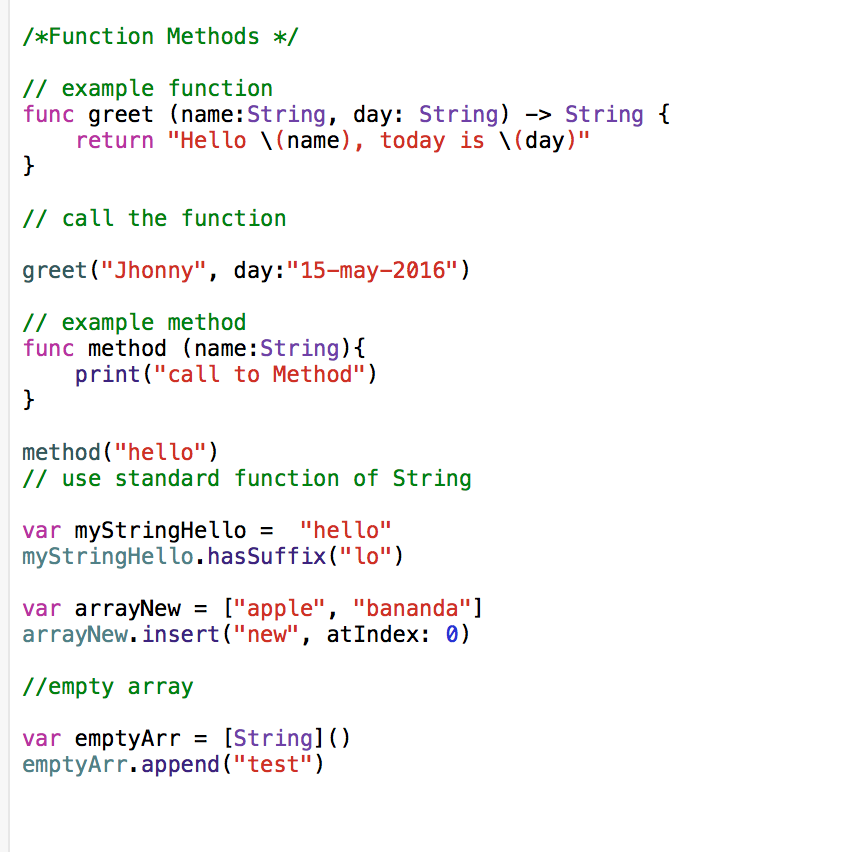 /*Function Methods */
// example function
func greet (name:String, day: String) -> String {
    return "Hello \(name), today is \(day)"
}
// call the function
greet("Jhonny", day:"15-may-2016")
// example method
func method (name:String){
    print("call to Method")
}
method("hello")
// use standard function of String
var myStringHello =  "hello"
myStringHello.hasSuffix("lo")
var arrayNew = ["apple", "bananda"]
arrayNew.insert("new", atIndex: 0)
//empty array
var emptyArr = [String]()
emptyArr.append("test")